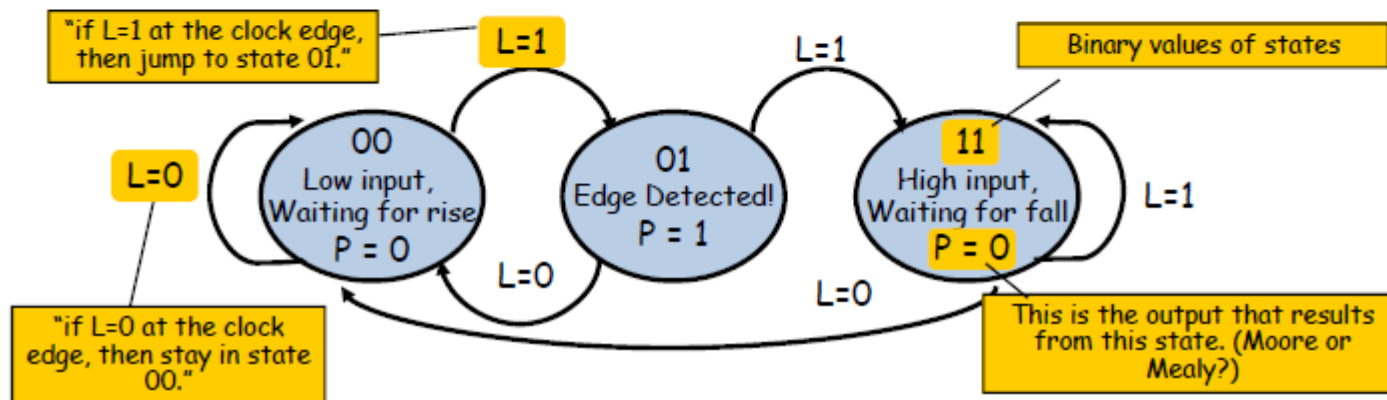 “if L=1 at the clock edge,
then jump to state 01.”
L=1
L=1
Binary values of states
00
Low input,
Waiting for rise
P = 0
01
Edge Detected!
P = 1
11
High input,
Waiting for fall
P = 0
L=0
L=1
L=0
L=0
“if L=0 at the clock
edge, then stay in state
00.”
This is the output that results
from this state. (Moore or
Mealy?)